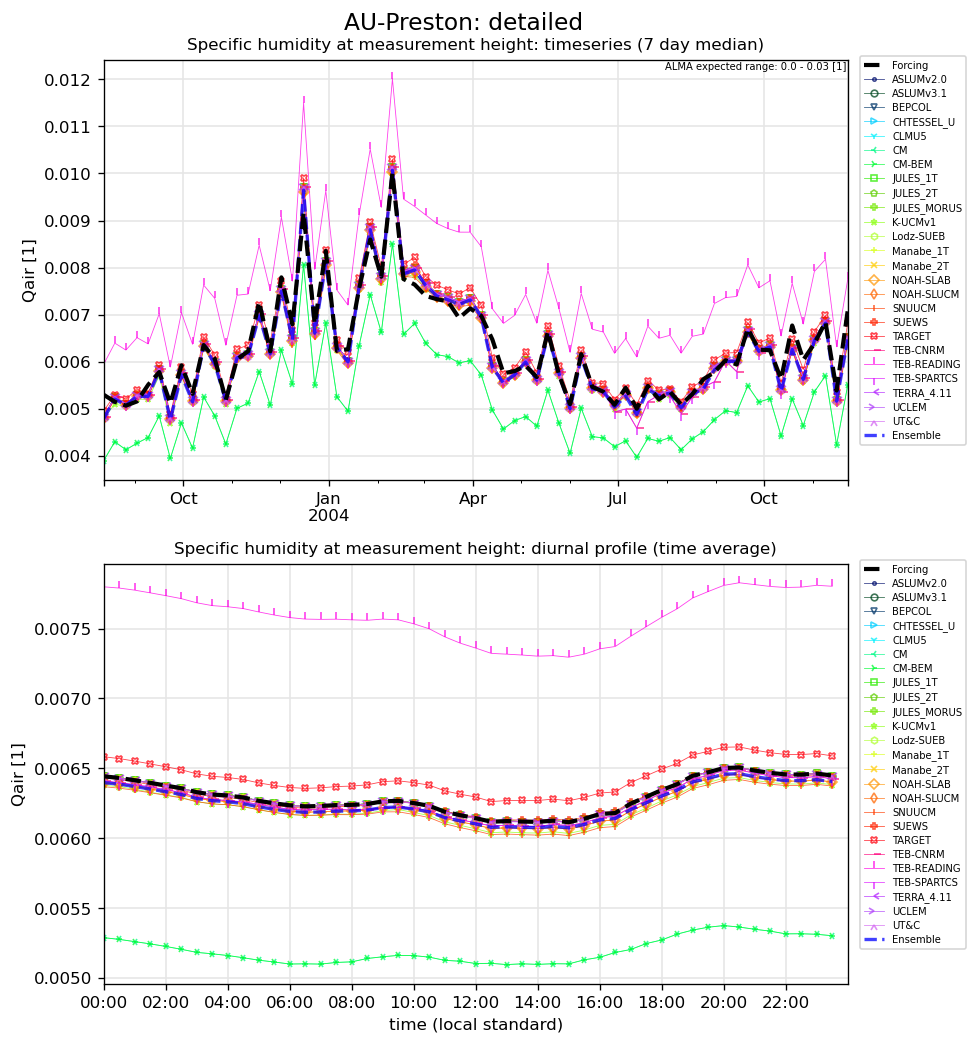 AU-Preston: detailed
Specific humidity at measurement height: timeseries (7 day median)
ALMA expected range: 0.0 - 0.03 [1]
0.012
0.011
0.010
0.009
0.008
0.007
0.006
0.005
0.004
Qair [1]
Oct
Jan
2004
Apr
Jul
Oct
Forcing
ASLUMv2.0
ASLUMv3.1
BEPCOL
CHTESSEL_U
CLMU5
CM
CM-BEM
JULES_1T
JULES_2T
JULES_MORUS
K-UCMv1
Lodz-SUEB
Manabe_1T
Manabe_2T
NOAH-SLAB
NOAH-SLUCM
SNUUCM
SUEWS
TARGET
TEB-CNRM
TEB-READING
TEB-SPARTCS
TERRA_4.11
UCLEM
UT&C
Ensemble
Specific humidity at measurement height: diurnal profile (time average)
0.0075
0.0070
0.0065
0.0060
0.0055
0.0050
Qair [1]
00:00
02:00
04:00
06:00
08:00
10:00
12:00
14:00
16:00
18:00
20:00
22:00
time (local standard)
Forcing
ASLUMv2.0
ASLUMv3.1
BEPCOL
CHTESSEL_U
CLMU5
CM
CM-BEM
JULES_1T
JULES_2T
JULES_MORUS
K-UCMv1
Lodz-SUEB
Manabe_1T
Manabe_2T
NOAH-SLAB
NOAH-SLUCM
SNUUCM
SUEWS
TARGET
TEB-CNRM
TEB-READING
TEB-SPARTCS
TERRA_4.11
UCLEM
UT&C
Ensemble